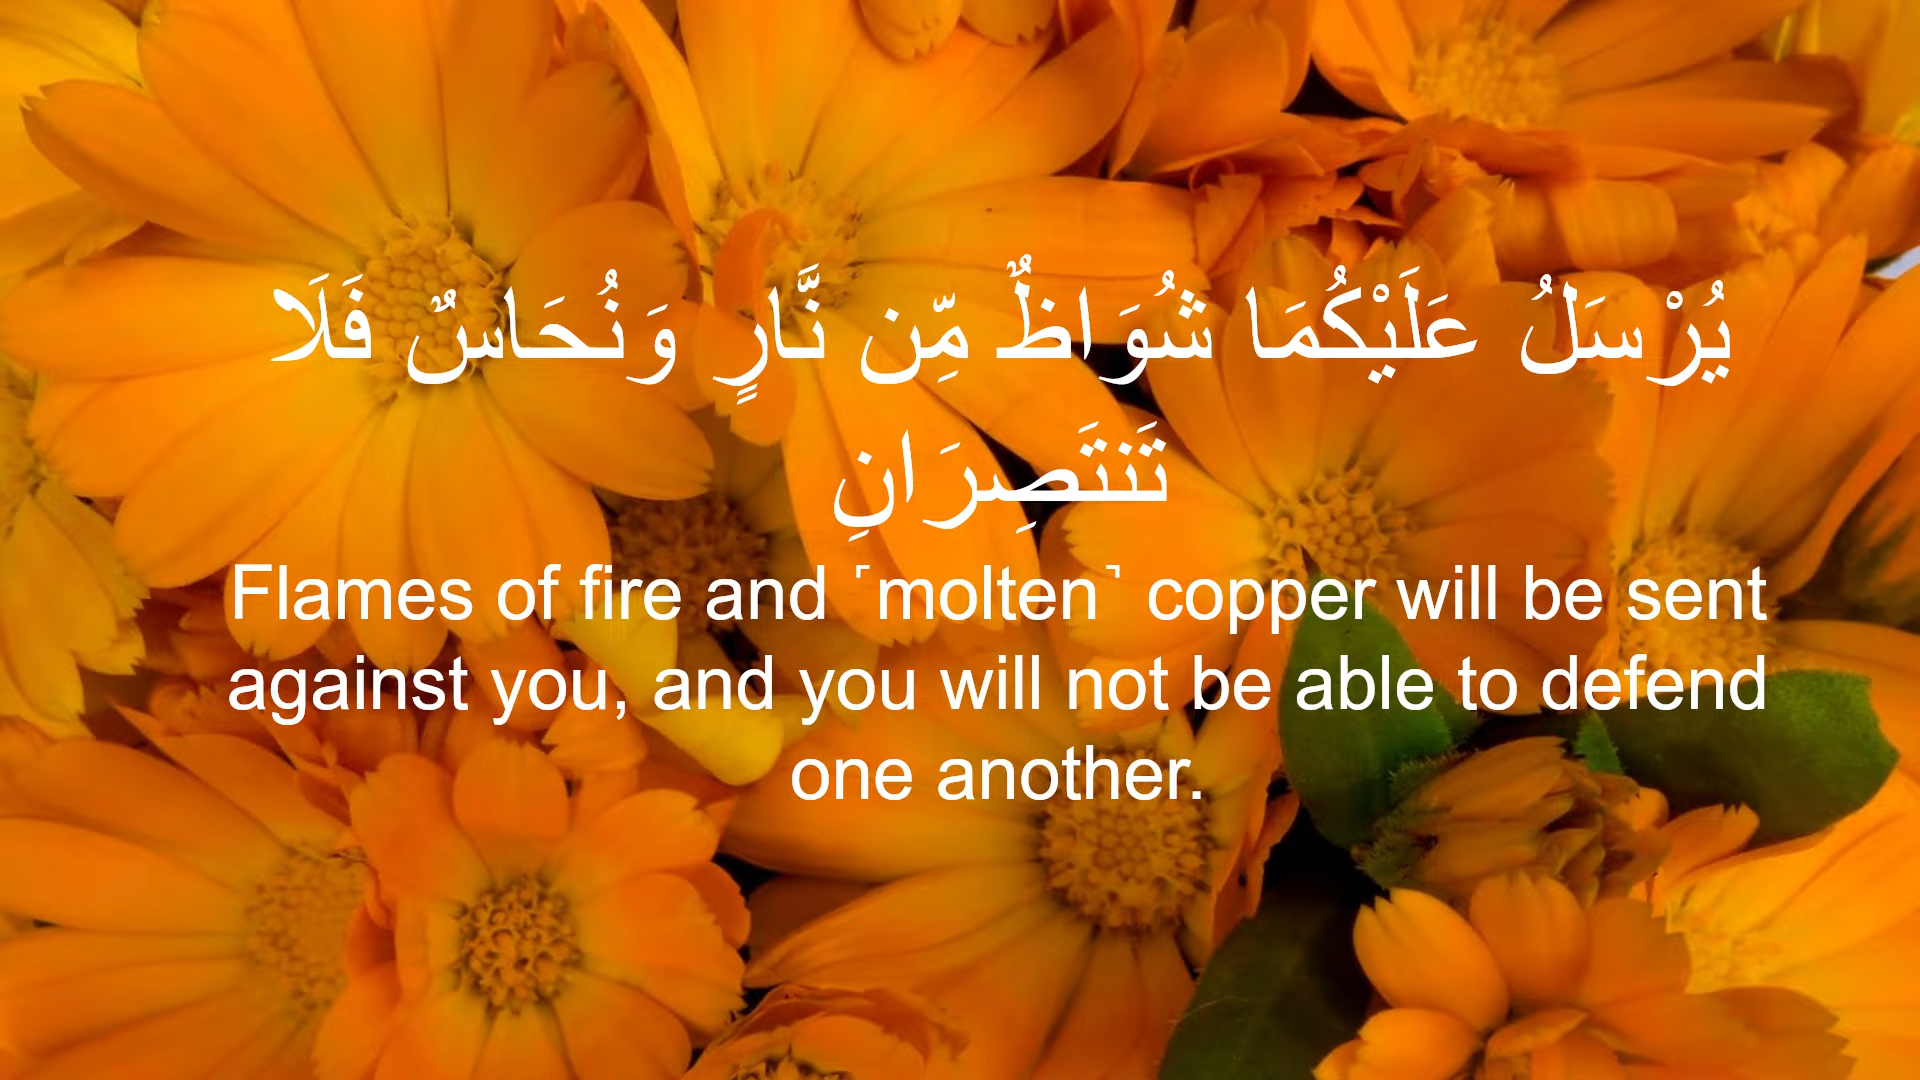 يُرْسَلُ عَلَيْكُمَا شُوَاظٌ مِّن نَّارٍ وَنُحَاسٌ فَلَا
تَنتَصِرَانِ
Flames of fire and ˹molten˺ copper will be sent
against you, and you will not be able to defend
one another.